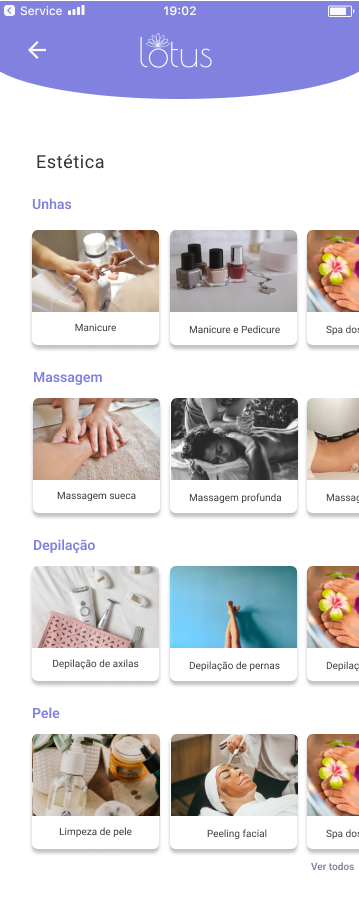 Service 19:02
lotus
Estética
Unhas
Manicure
Manicure e Pedicure
Spa dos
Massagem
Massagem sueca
Massagem profunda
Massag
Depilação
Depilação de axilas
Depilação de pernas
Depilaç
Pele
Limpeza de pele
Peeling facial
Spa dos
Ver todos